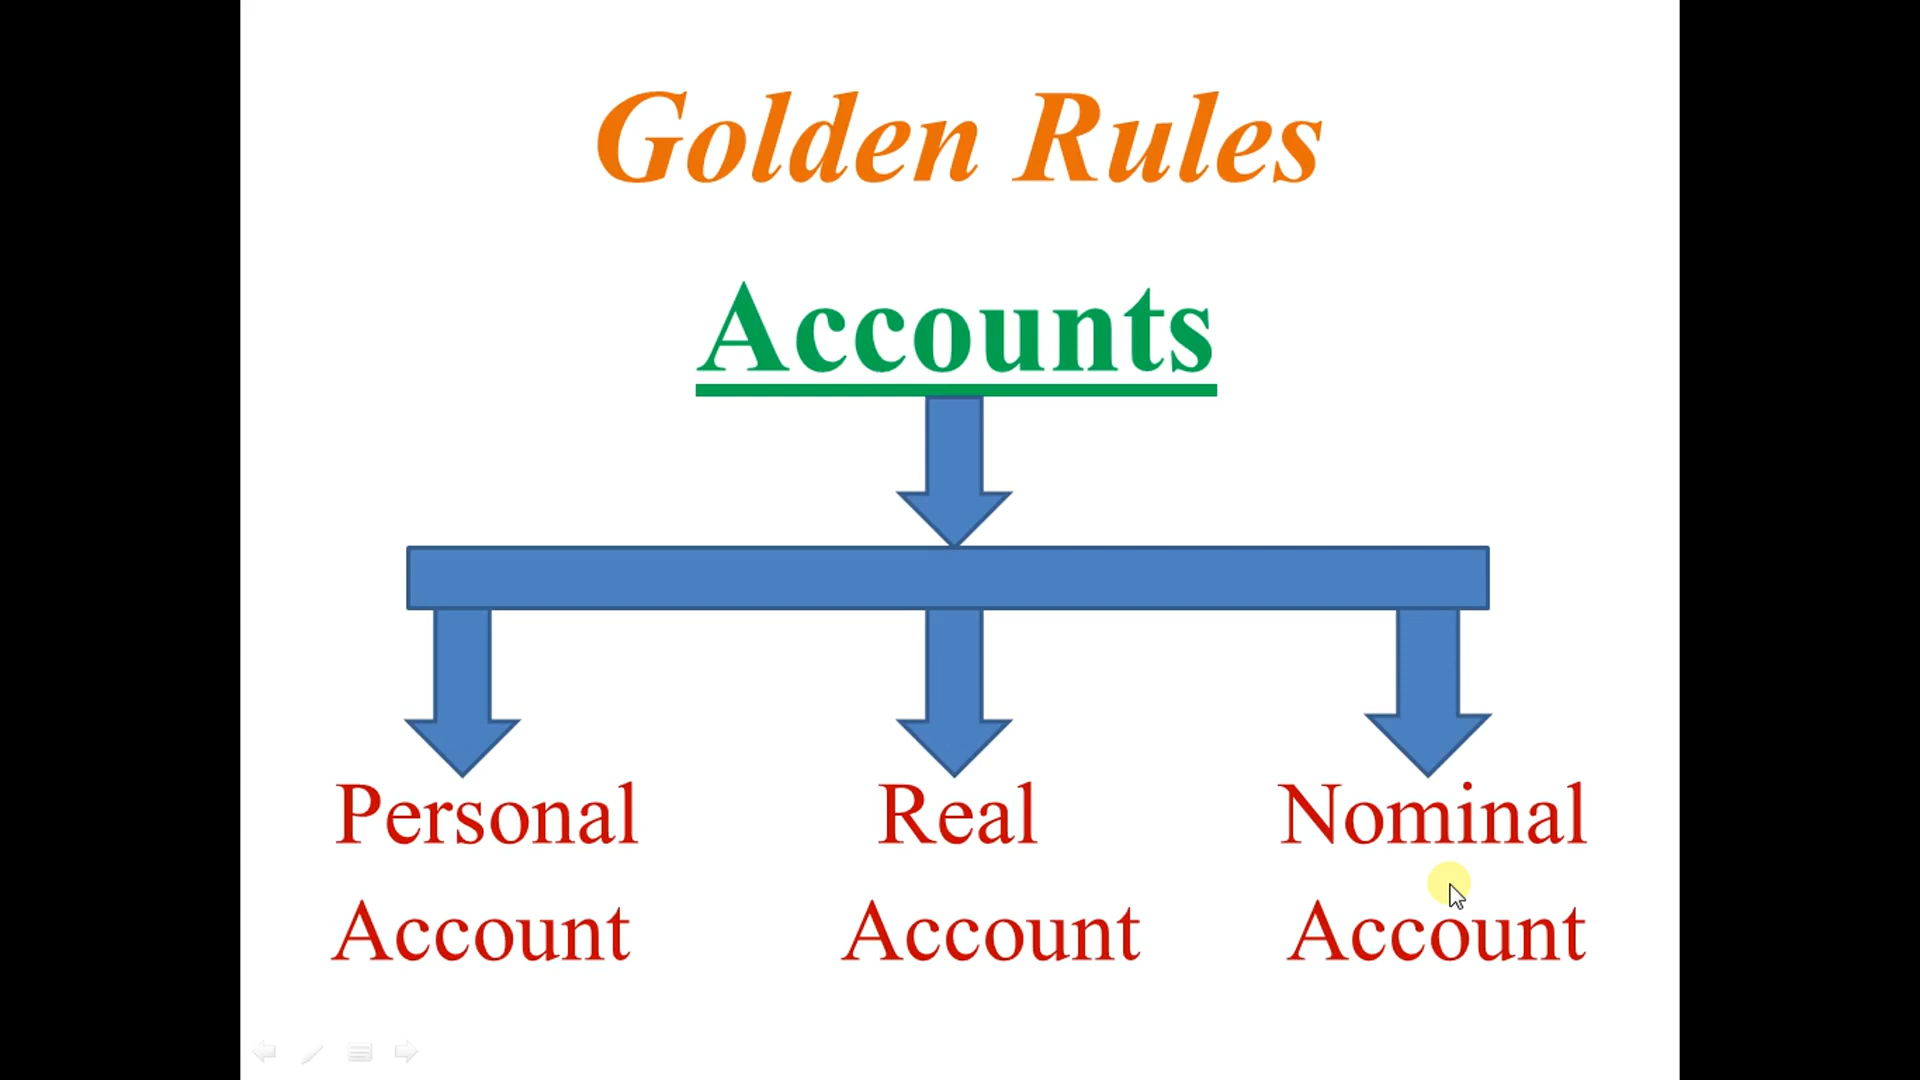 Golden Rules
Accounts
Personal Account
Real Account
Nominal Account